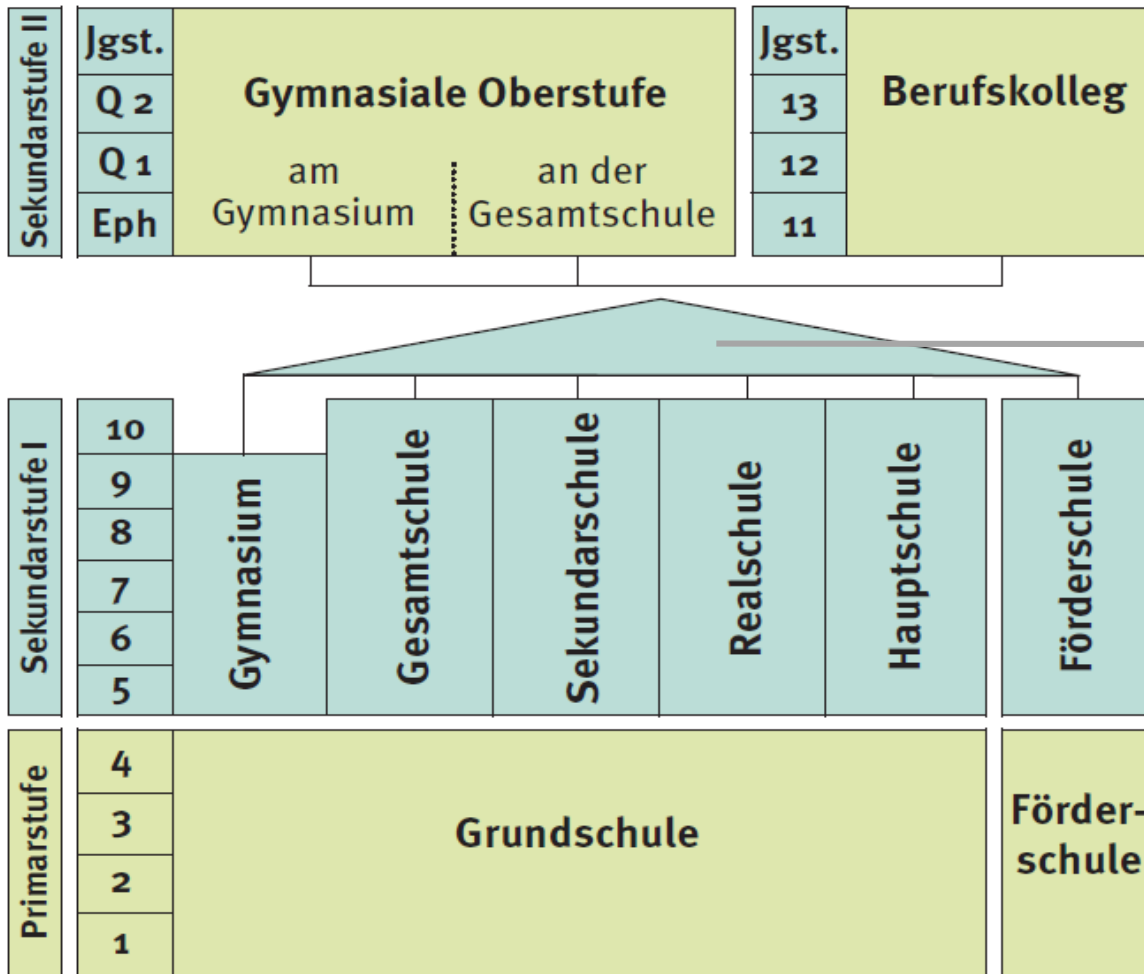 Sekundarstufe II
Jgst.
Q 2
Q 1
Eph
Gymnasiale Oberstufe
am
Gymnasium
an der
Gesamtschule
Jgst.
13
12
11
Berufskolleg
Sekundarstufe I
10
9
8
7
6
5
Gymnasium
Gesamtschule
Sekundarschule
Realschule
Hauptschule
Förderschule
Primarstufe
4
3
2
1
Grundschule
Förder-
schule